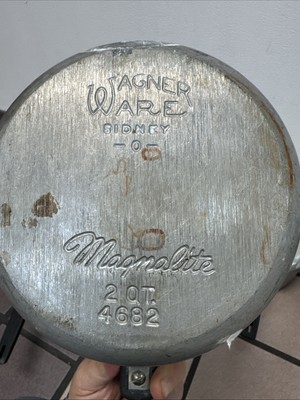 WAGNER
WARE
SIDNEY
-O-
Magnalite
2 QT.
4682